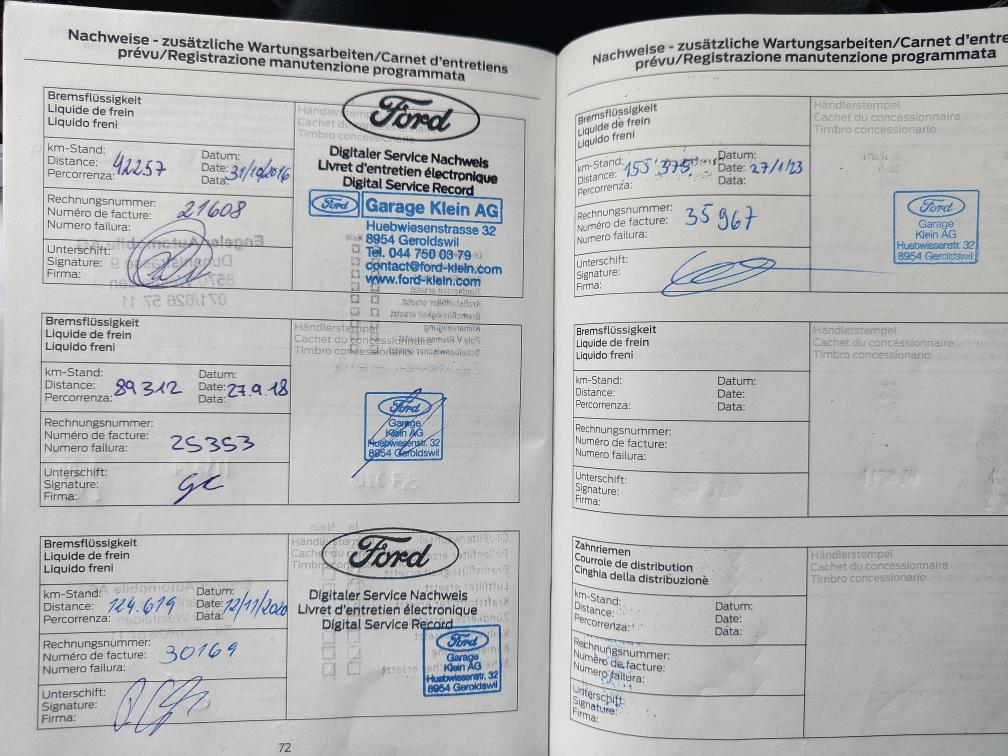 Nachweise - zusätzliche Wartungsarbeiten/Carnet d'entretiens
prévu/Registrazione manutenzione programmata
Bremsflüssigkeit
Liquide de frein
Liquido freni
km-Stand:
Distance: 42257
Percorrenza:
Datum:
Date: 31/10/2016
Data:
Rechnungsnummer:
Numéro de facture: 21608
Numero failura:
Unterschift:
Signature:
Firma:
Händlerstempel
Cachet du concessionnaire
Timbro concessionario
Ford
Digitaler Service Nachweis
Livret d'entretien électronique
Digital Service Record
Ford Garage Klein AG
Huebwiesenstrasse 32
8954 Geroldswil
Tel. 044 750 03 79
contact@ford-klein.com
www.ford-klein.com
Bremsflüssigkeit
Liquide de frein
Liquido freni
km-Stand:
Distance: 89312
Percorrenza:
Datum:
Date: 27.9.18
Data:
Rechnungsnummer:
Numéro de facture:
Numero failura: 25353
Unterschift:
Signature: GC
Firma:
Händlerstempel
Cachet du concessionnaire
Timbro concessionario
Ford
Garage
Klein AG
Huebwiesenstr. 32
8954 Geroldswil
Bremsflüssigkeit
Liquide de frein
Liquido freni
km-Stand:
Distance: 124.619
Percorrenza:
Datum:
Date: 12/11/2020
Data:
Rechnungsnummer:
Numéro de facture: 30169
Numero failura:
Unterschift:
Signature:
Firma:
Ford
Digitaler Service Nachweis
Livret d'entretien électronique
Digital Service Record
Ford
Garage
Klein AG
Huebwiesenstr. 32
8954 Geroldswil
72
Nachweise - zusätzliche Wartungsarbeiten/Carnet d'entre
prévu/Registrazione manutenzione programmata
Bremsflüssigkeit
Liquide de frein
Liquido freni
km-Stand:
Distance: 155'375
Percorrenza:
Datum:
Date: 27/1/23
Data:
Rechnungsnummer:
Numéro de facture: 35967
Numero failura:
Unterschift:
Signature:
Firma:
Händlerstempel
Cachet du concessionnaire
Timbro concessionario
Ford
Garage
Klein AG
Huebwiesenstr. 32
8954 Geroldswil
Bremsflüssigkeit
Liquide de frein
Liquido freni
km-Stand:
Distance:
Percorrenza:
Datum:
Date:
Data:
Rechnungsnummer:
Numéro de facture:
Numero failura:
Unterschift:
Signature:
Firma:
Händlerstempel
Cachet du concessionnaire
Timbro concessionario
Zahnriemen
Courrole de distribution
Cinghia della distribuzionè
km-Stand:
Distance:
Percorrenza:
Datum:
Date:
Data:
Rechnungsnummer:
Numéro de facture:
Numero failura:
Unterschift:
Signature:
Firma:
Händlerstempel
Cachet du concessionnaire
Timbro concessionario